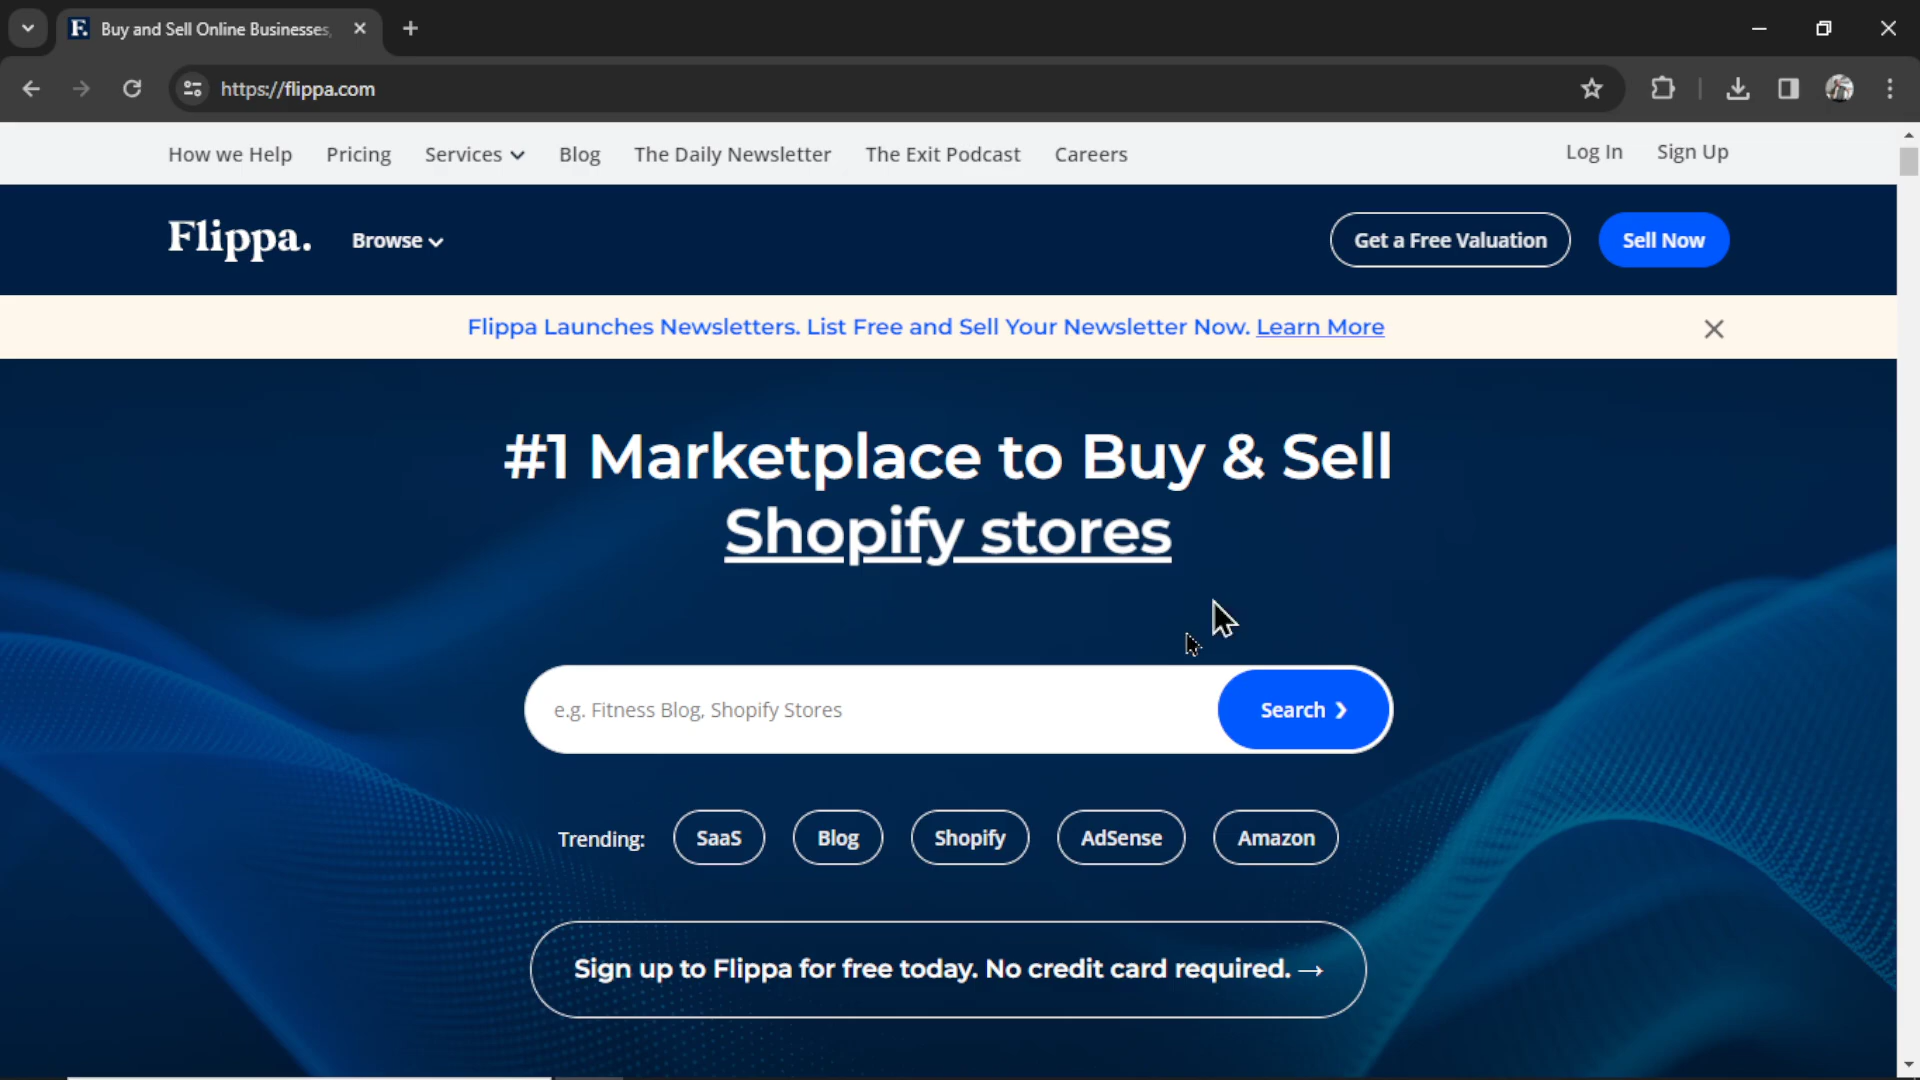 Buy and Sell Online Businesses,
https://flippa.com
How we Help Pricing Services Blog The Daily Newsletter The Exit Podcast Careers Log In Sign Up
Flippa. Browse Get a Free Valuation Sell Now
Flippa Launches Newsletters. List Free and Sell Your Newsletter Now. Learn More
#1 Marketplace to Buy & Sell
Shopify stores
e.g. Fitness Blog, Shopify Stores Search
Trending: SaaS Blog Shopify AdSense Amazon
Sign up to Flippa for free today. No credit card required. →